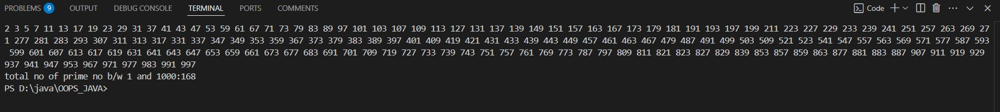 PROBLEMS 9 OUTPUT DEBUG CONSOLE TERMINAL PORTS COMMENTS Code
2 3 5 7 11 13 17 19 23 29 31 37 41 43 47 53 59 61 67 71 73 79 83 89 97 101 103 107 109 113 127 131 137 139 149 151 157 163 167 173 179 181 191 193 197 199 211 223 227 229 233 239 241 251 257 263 269 27
1 277 281 283 293 307 311 313 317 331 337 347 349 353 359 367 373 379 383 389 397 401 409 419 421 431 433 439 443 449 457 461 463 467 479 487 491 499 503 509 521 523 541 547 557 563 569 571 577 587 593
599 601 607 613 617 619 631 641 643 647 653 659 661 673 677 683 691 701 709 719 727 733 739 743 751 757 761 769 773 787 797 809 811 821 823 827 829 839 853 857 859 863 877 881 883 887 907 911 919 929
937 941 947 953 967 971 977 983 991 997
total no of prime no b/w 1 and 1000:168
PS D:\java\OOPS_JAVA>